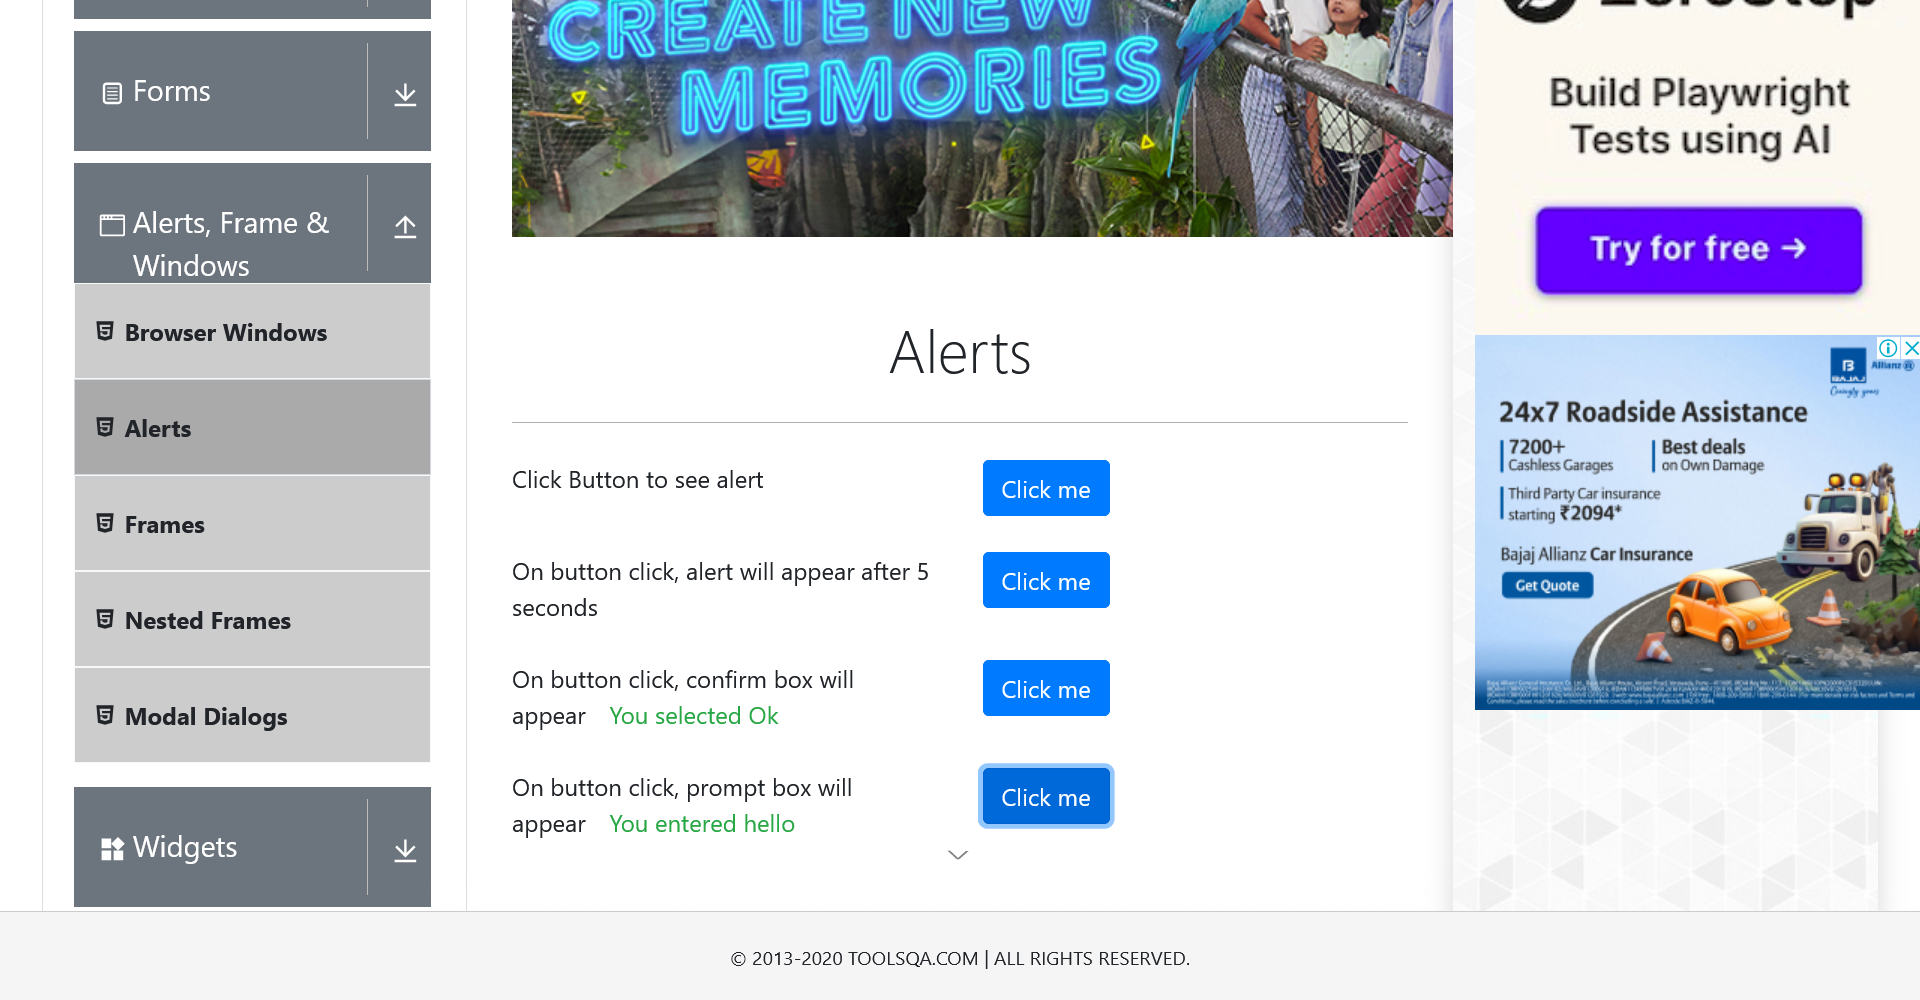 Forms
Alerts, Frame &
Windows
Browser Windows
Alerts
Frames
Nested Frames
Modal Dialogs
Widgets
CREATE NEW
MEMORIES
Alerts
Click Button to see alert
Click me
On button click, alert will appear after 5
seconds
Click me
On button click, confirm box will
appear You selected Ok
Click me
On button click, prompt box will
appear You entered hello
Click me
ZeroStep
Build Playwright
Tests using AI
Try for free →
B
BAJAJ
Allianz
Caringly yours
24x7 Roadside Assistance
7200+
Cashless Garages
Best deals
on Own Damage
Third Party Car insurance
starting ₹2094*
Bajaj Allianz Car Insurance
Get Quote
© 2013-2020 TOOLSQA.COM | ALL RIGHTS RESERVED.